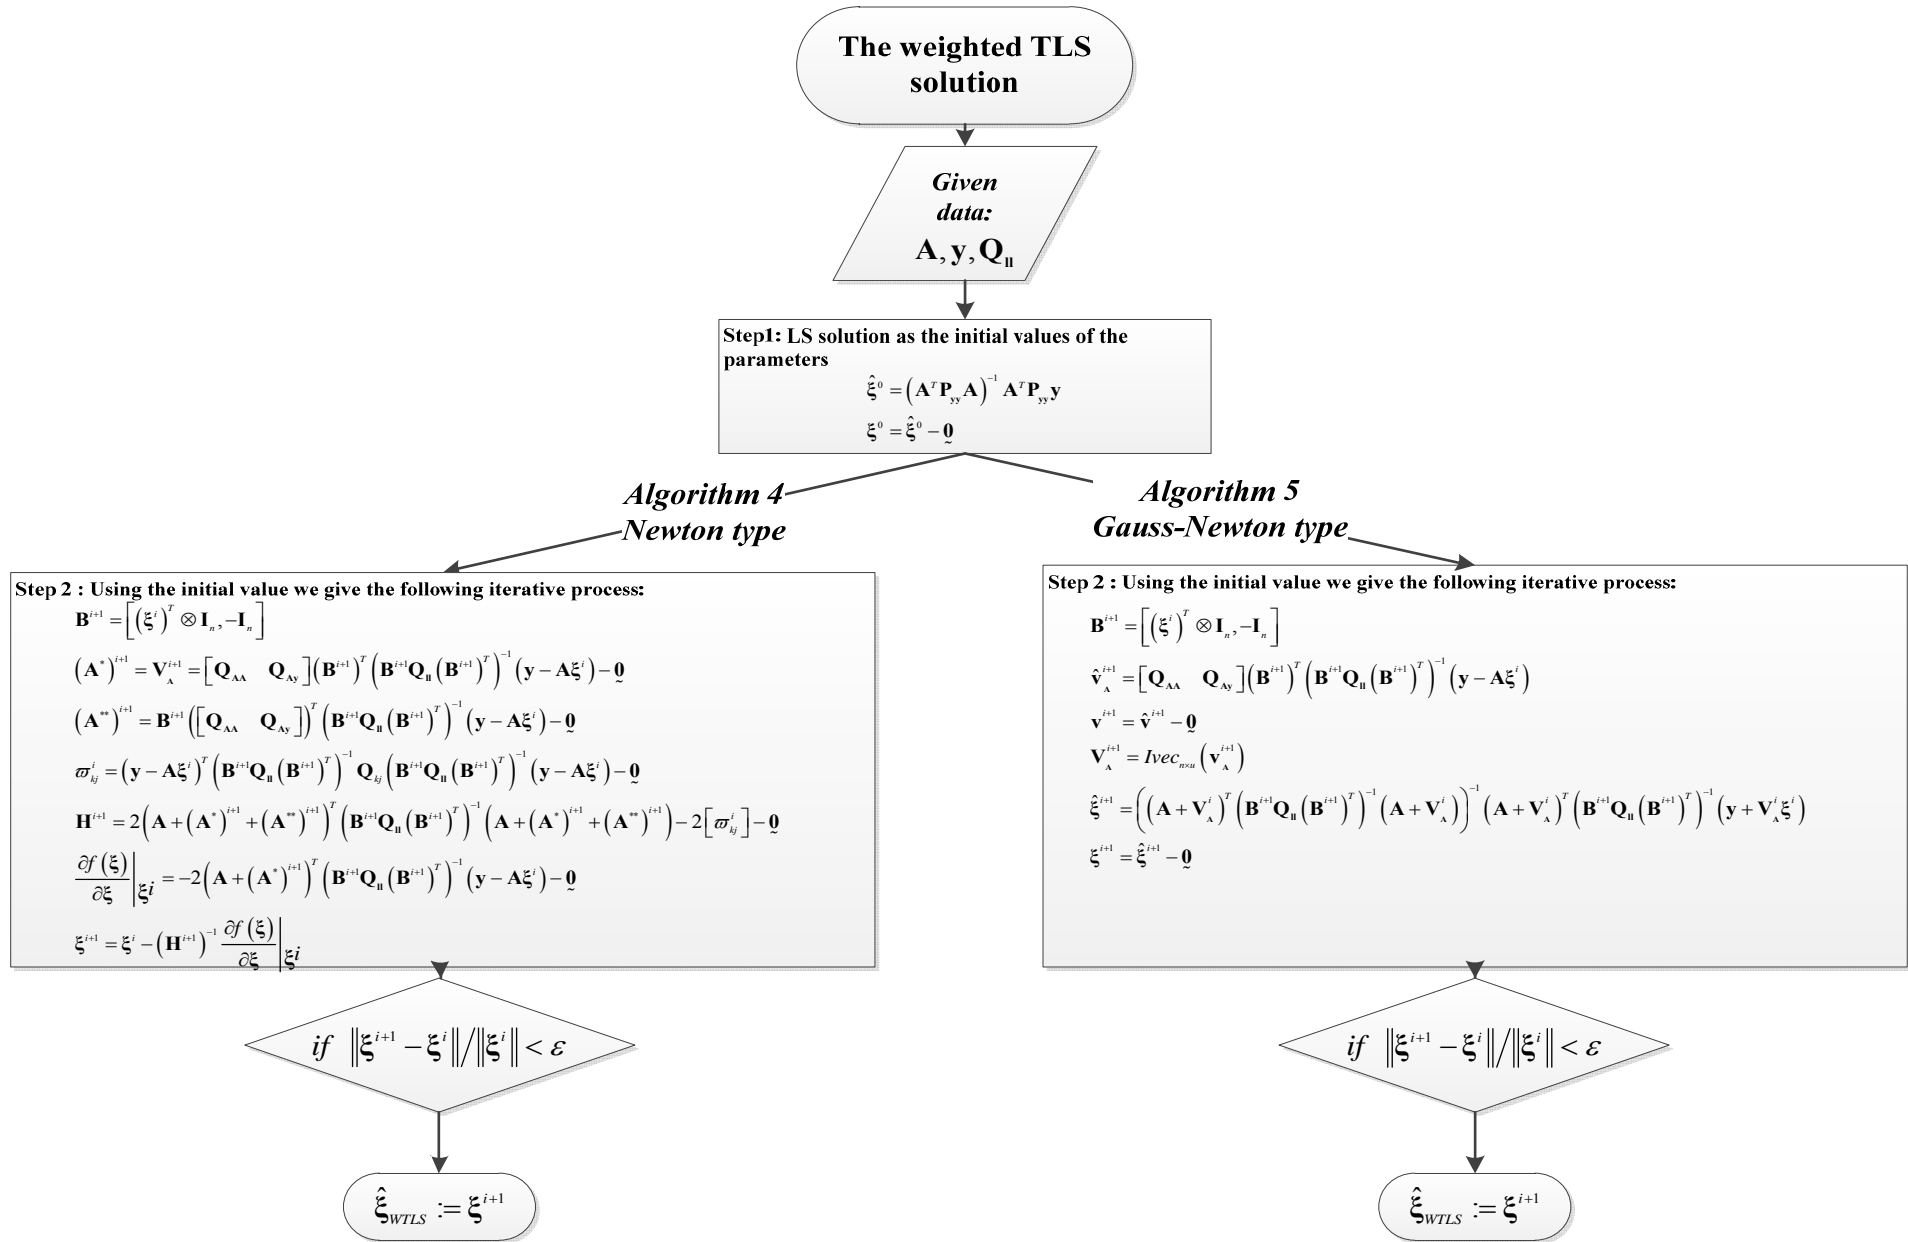 The weighted TLS
solution
Given
data:
A, y, Q_ll
Step1: LS solution as the initial values of the
parameters
ξ̂^0 = (A^T P_yy A)^{-1} A^T P_yy y
ξ^0 = ξ̂^0 − 0̰
Algorithm 4
Newton type
Algorithm 5
Gauss-Newton type
Step 2 : Using the initial value we give the following iterative process:
B^{i+1} = [(ξ^i)^T ⊗ I_n, −I_n]
(A^*)^{i+1} = V_A^{i+1} = [Q_AA Q_Ay](B^{i+1})^T (B^{i+1} Q_ll (B^{i+1})^T)^{-1} (y − Aξ^i) − 0̰
(A^{**})^{i+1} = B^{i+1} ([Q_AA Q_Ay])^T (B^{i+1} Q_ll (B^{i+1})^T)^{-1} (y − Aξ^i) − 0̰
ϖ_kj^i = (y − Aξ^i)^T (B^{i+1} Q_ll (B^{i+1})^T)^{-1} Q_kj (B^{i+1} Q_ll (B^{i+1})^T)^{-1} (y − Aξ^i) − 0̰
H^{i+1} = 2(A + (A^*)^{i+1} + (A^{**})^{i+1})^T (B^{i+1} Q_ll (B^{i+1})^T)^{-1} (A + (A^*)^{i+1} + (A^{**})^{i+1}) − 2[ϖ_kj^i] − 0̰
∂f(ξ)/∂ξ |ξi = −2(A + (A^*)^{i+1})^T (B^{i+1} Q_ll (B^{i+1})^T)^{-1} (y − Aξ^i) − 0̰
ξ^{i+1} = ξ^i − (H^{i+1})^{-1} ∂f(ξ)/∂ξ |ξi
if ‖ξ^{i+1} − ξ^i‖/‖ξ^i‖ < ε
ξ̂_WTLS := ξ^{i+1}
Step 2 : Using the initial value we give the following iterative process:
B^{i+1} = [(ξ^i)^T ⊗ I_n, −I_n]
v̂_A^{i+1} = [Q_AA Q_Ay](B^{i+1})^T (B^{i+1} Q_ll (B^{i+1})^T)^{-1} (y − Aξ^i)
v^{i+1} = v̂^{i+1} − 0̰
V_A^{i+1} = Ivec_{n×u}(v_A^{i+1})
ξ̂^{i+1} = ((A + V_A^i)^T (B^{i+1} Q_ll (B^{i+1})^T)^{-1} (A + V_A^i))^{-1} (A + V_A^i)^T (B^{i+1} Q_ll (B^{i+1})^T)^{-1} (y + V_A^i ξ^i)
ξ^{i+1} = ξ̂^{i+1} − 0̰
if ‖ξ^{i+1} − ξ^i‖/‖ξ^i‖ < ε
ξ̂_WTLS := ξ^{i+1}